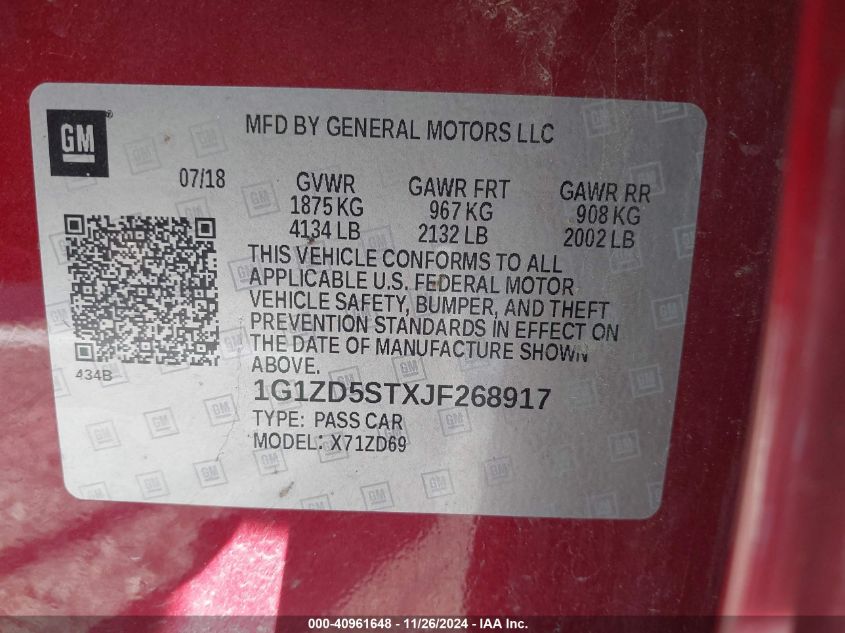 GM
MFD BY GENERAL MOTORS LLC
07/18
GVWR GAWR FRT GAWR RR
1875 KG 967 KG 908 KG
4134 LB 2132 LB 2002 LB
THIS VEHICLE CONFORMS TO ALL
APPLICABLE U.S. FEDERAL MOTOR
VEHICLE SAFETY, BUMPER, AND THEFT
PREVENTION STANDARDS IN EFFECT ON
THE DATE OF MANUFACTURE SHOWN
ABOVE.
434B
1G1ZD5STXJF268917
TYPE: PASS CAR
MODEL: X71ZD69
000-40961648 - 11/26/2024 - IAA, Inc.